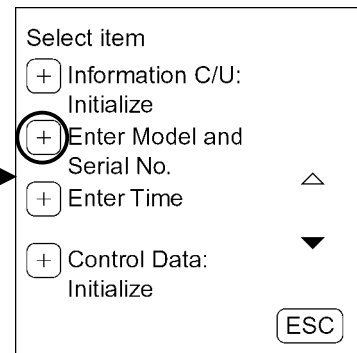 Select item
+ Information C/U:
Initialize
+ Enter Model and
Serial No.
+ Enter Time
+ Control Data:
Initialize
ESC